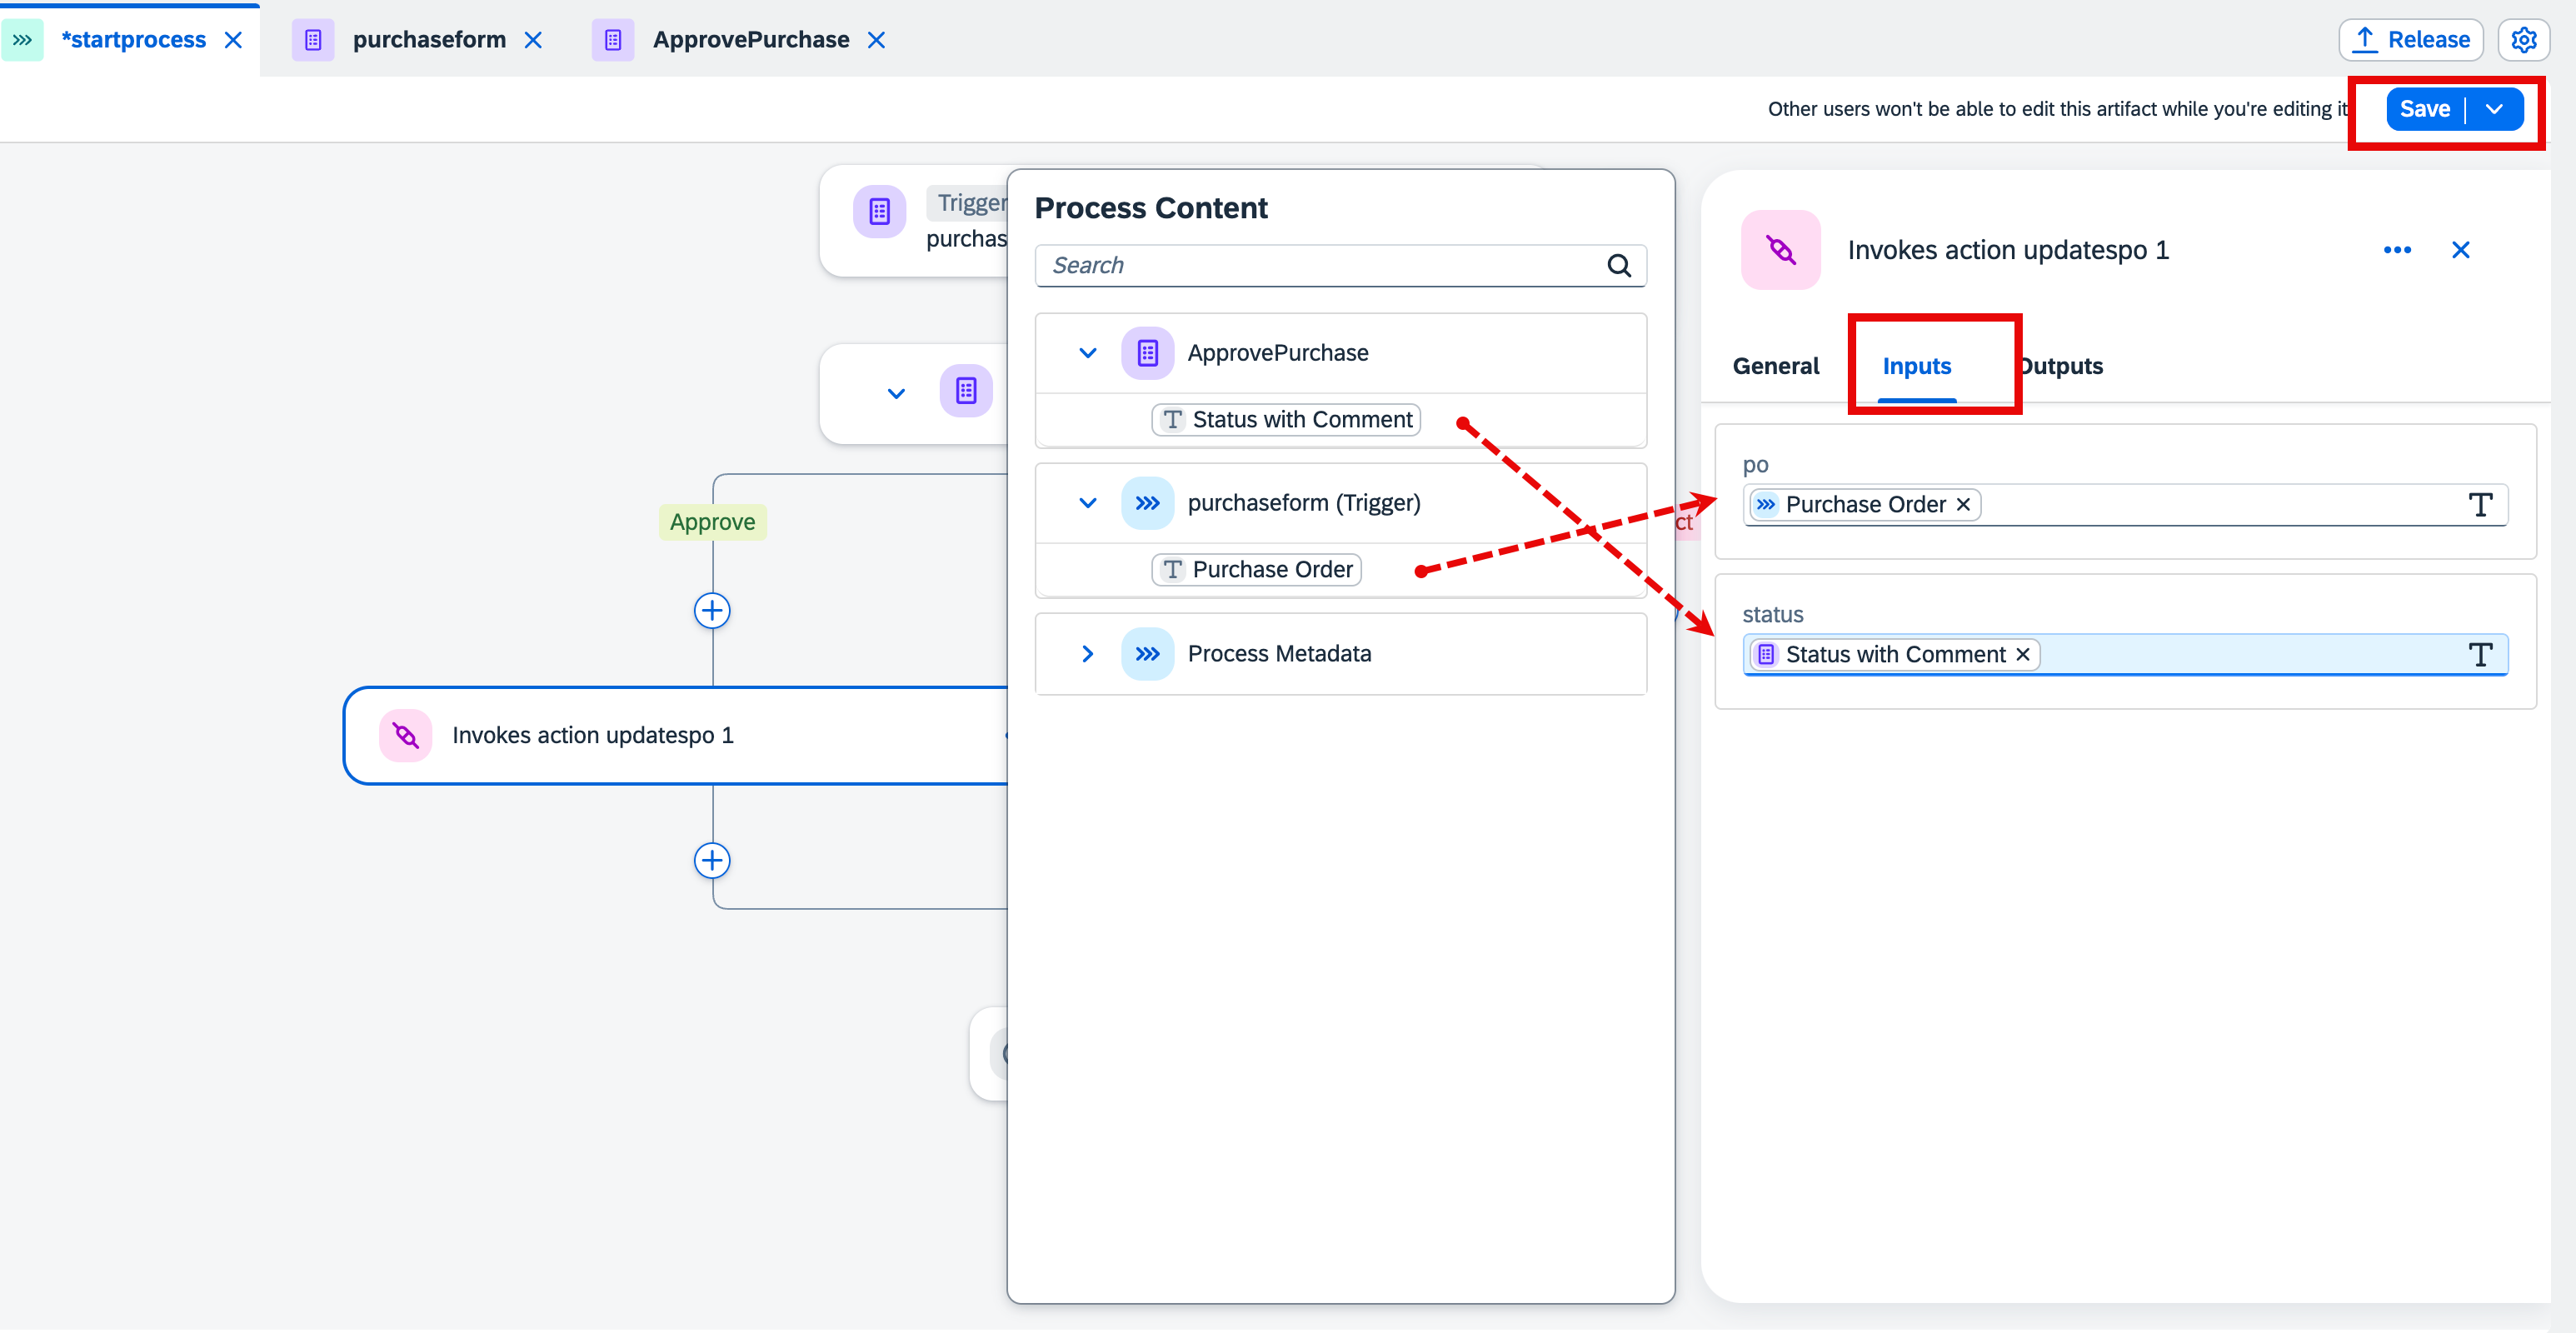 *startprocess
purchaseform
ApprovePurchase
Release
Other users won't be able to edit this artifact while you're editing it
Save
Trigger
purchas
Process Content
Search
ApprovePurchase
Status with Comment
purchaseform (Trigger)
Purchase Order
Process Metadata
Approve
ct
Invokes action updatespo 1
Invokes action updatespo 1
General
Inputs
Outputs
po
Purchase Order
status
Status with Comment